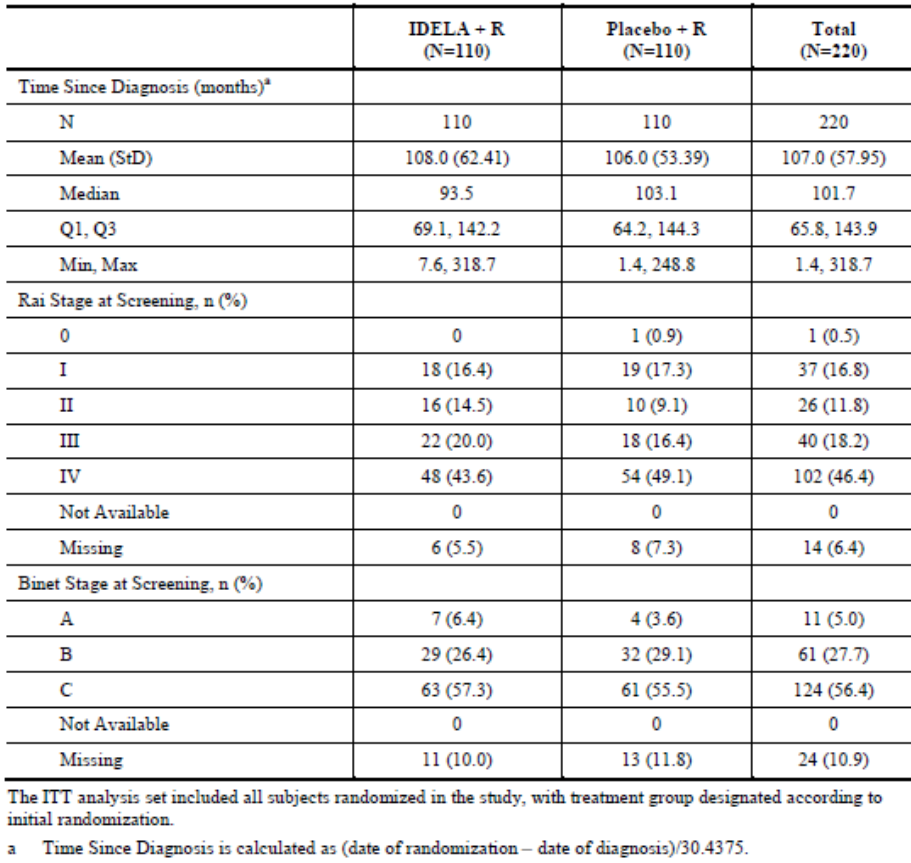 IDELA + R Placebo + R Total
(N=110) (N=110) (N=220)
Time Since Diagnosis (months)a
N 110 110 220
Mean (StD) 108.0 (62.41) 106.0 (53.39) 107.0 (57.95)
Median 93.5 103.1 101.7
Q1, Q3 69.1, 142.2 64.2, 144.3 65.8, 143.9
Min, Max 7.6, 318.7 1.4, 248.8 1.4, 318.7
Rai Stage at Screening, n (%)
0 0 1 (0.9) 1 (0.5)
I 18 (16.4) 19 (17.3) 37 (16.8)
II 16 (14.5) 10 (9.1) 26 (11.8)
III 22 (20.0) 18 (16.4) 40 (18.2)
IV 48 (43.6) 54 (49.1) 102 (46.4)
Not Available 0 0 0
Missing 6 (5.5) 8 (7.3) 14 (6.4)
Binet Stage at Screening, n (%)
A 7 (6.4) 4 (3.6) 11 (5.0)
B 29 (26.4) 32 (29.1) 61 (27.7)
C 63 (57.3) 61 (55.5) 124 (56.4)
Not Available 0 0 0
Missing 11 (10.0) 13 (11.8) 24 (10.9)
The ITT analysis set included all subjects randomized in the study, with treatment group designated according to
initial randomization.
a Time Since Diagnosis is calculated as (date of randomization – date of diagnosis)/30.4375.